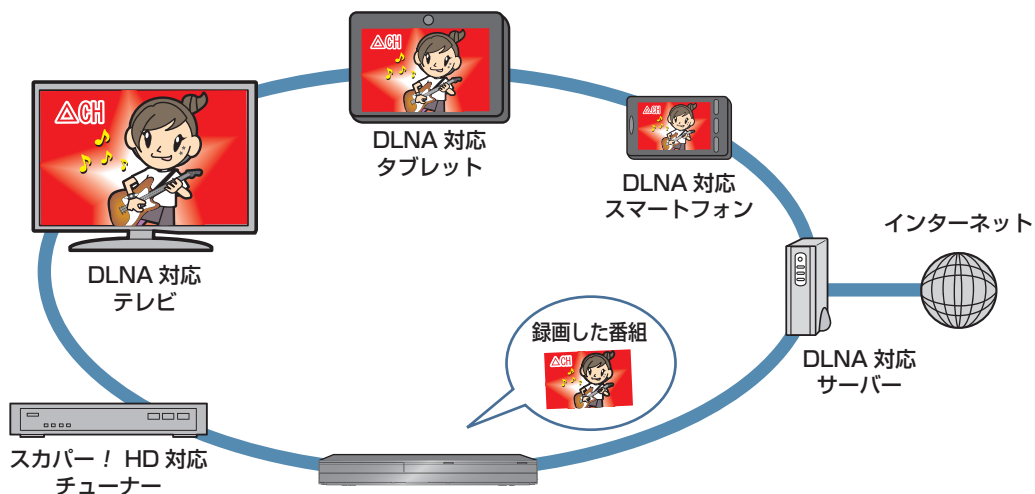 △CH
DLNA 対応
タブレット
△CH
DLNA 対応
スマートフォン
△CH
DLNA 対応
テレビ
インターネット
DLNA 対応
サーバー
録画した番組
△CH
スカパー！ HD 対応
チューナー